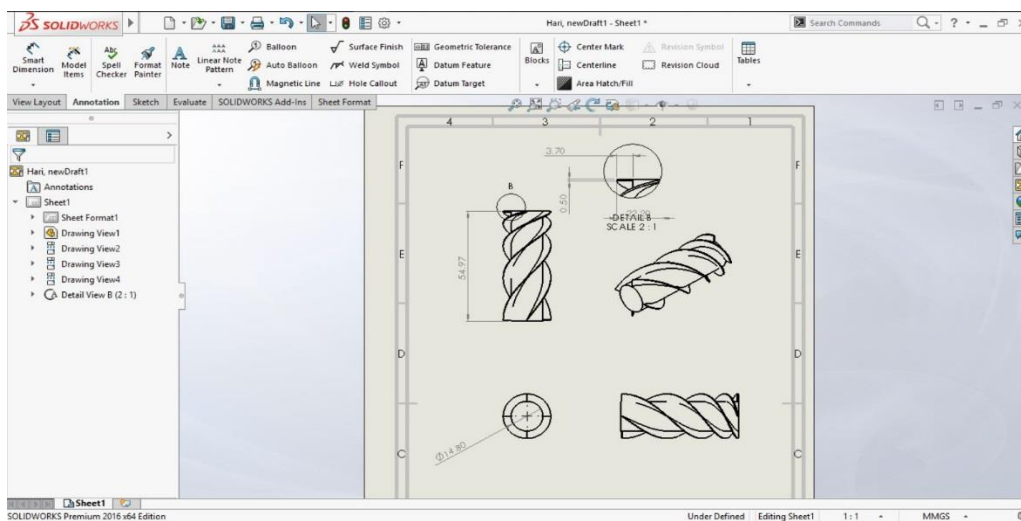 SOLIDWORKS
Hari, newDraft1 - Sheet1 *
Search Commands
Smart Dimension
Model Items
Spell Checker
Format Painter
Note
Linear Note Pattern
Balloon
Auto Balloon
Magnetic Line
Surface Finish
Weld Symbol
Hole Callout
Geometric Tolerance
Datum Feature
Datum Target
Blocks
Center Mark
Centerline
Area Hatch/Fill
Revision Symbol
Revision Cloud
Tables
View Layout Annotation Sketch Evaluate SOLIDWORKS Add-Ins Sheet Format
Hari, newDraft1
Annotations
Sheet1
Sheet Format1
Drawing View1
Drawing View2
Drawing View3
Drawing View4
Detail View B (2 : 1)
4 3 2 1
F F
3.70
0.50
B
DETAIL B
SCALE 2 : 1
E E
54.97
D D
Ø14.80
C C
Sheet1
SOLIDWORKS Premium 2016 x64 Edition
Under Defined Editing Sheet1 1 : 1 MMGS